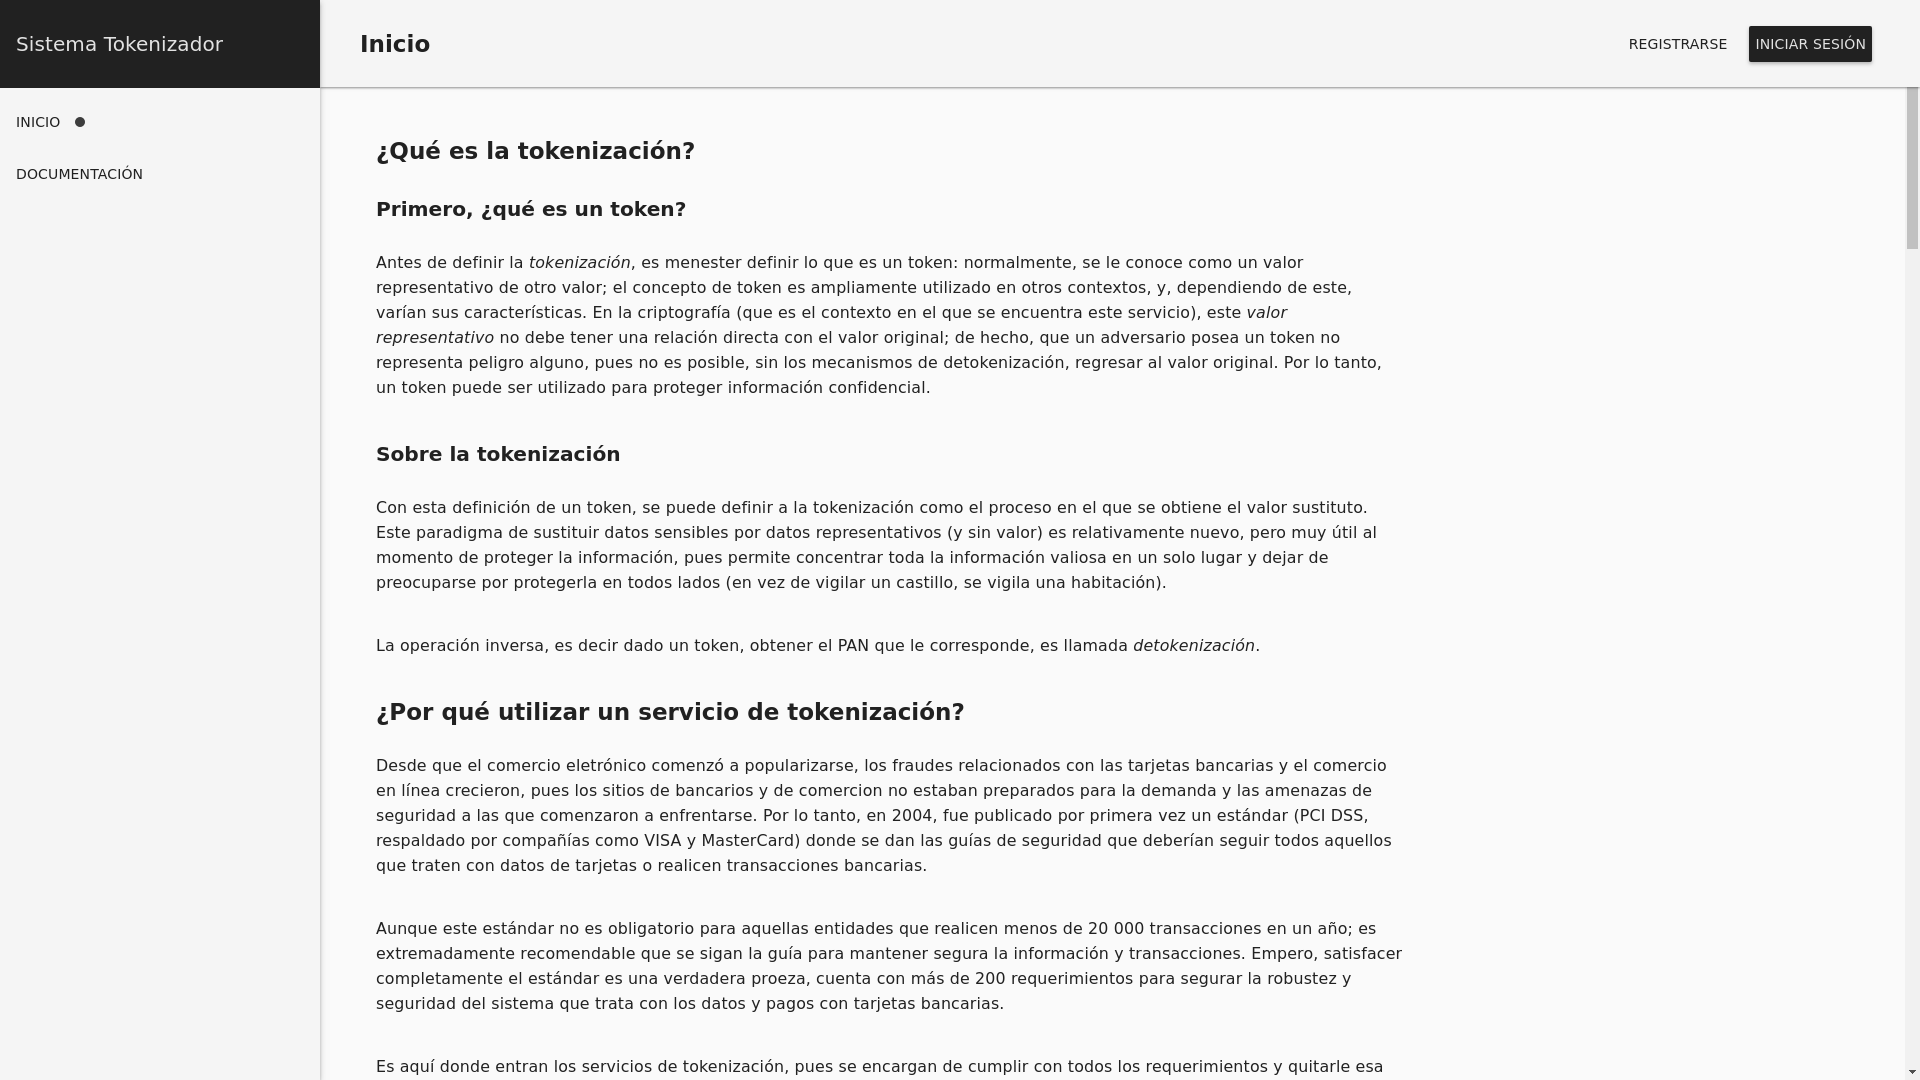 Sistema Tokenizador
Inicio
REGISTRARSE
INICIAR SESIÓN
INICIO
DOCUMENTACIÓN
¿Qué es la tokenización?
Primero, ¿qué es un token?
Antes de definir la tokenización, es menester definir lo que es un token: normalmente, se le conoce como un valor
representativo de otro valor; el concepto de token es ampliamente utilizado en otros contextos, y, dependiendo de este,
varían sus características. En la criptografía (que es el contexto en el que se encuentra este servicio), este valor
representativo no debe tener una relación directa con el valor original; de hecho, que un adversario posea un token no
representa peligro alguno, pues no es posible, sin los mecanismos de detokenización, regresar al valor original. Por lo tanto,
un token puede ser utilizado para proteger información confidencial.
Sobre la tokenización
Con esta definición de un token, se puede definir a la tokenización como el proceso en el que se obtiene el valor sustituto.
Este paradigma de sustituir datos sensibles por datos representativos (y sin valor) es relativamente nuevo, pero muy útil al
momento de proteger la información, pues permite concentrar toda la información valiosa en un solo lugar y dejar de
preocuparse por protegerla en todos lados (en vez de vigilar un castillo, se vigila una habitación).
La operación inversa, es decir dado un token, obtener el PAN que le corresponde, es llamada detokenización.
¿Por qué utilizar un servicio de tokenización?
Desde que el comercio eletrónico comenzó a popularizarse, los fraudes relacionados con las tarjetas bancarias y el comercio
en línea crecieron, pues los sitios de bancarios y de comercion no estaban preparados para la demanda y las amenazas de
seguridad a las que comenzaron a enfrentarse. Por lo tanto, en 2004, fue publicado por primera vez un estándar (PCI DSS,
respaldado por compañías como VISA y MasterCard) donde se dan las guías de seguridad que deberían seguir todos aquellos
que traten con datos de tarjetas o realicen transacciones bancarias.
Aunque este estándar no es obligatorio para aquellas entidades que realicen menos de 20 000 transacciones en un año; es
extremadamente recomendable que se sigan la guía para mantener segura la información y transacciones. Empero, satisfacer
completamente el estándar es una verdadera proeza, cuenta con más de 200 requerimientos para segurar la robustez y
seguridad del sistema que trata con los datos y pagos con tarjetas bancarias.
Es aquí donde entran los servicios de tokenización, pues se encargan de cumplir con todos los requerimientos y quitarle esa